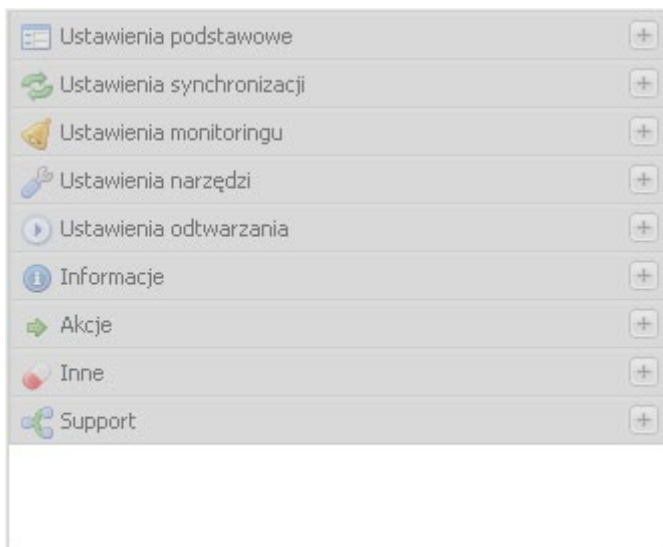 Ustawienia podstawowe
Ustawienia synchronizacji
Ustawienia monitoringu
Ustawienia narzędzi
Ustawienia odtwarzania
Informacje
Akcje
Inne
Support